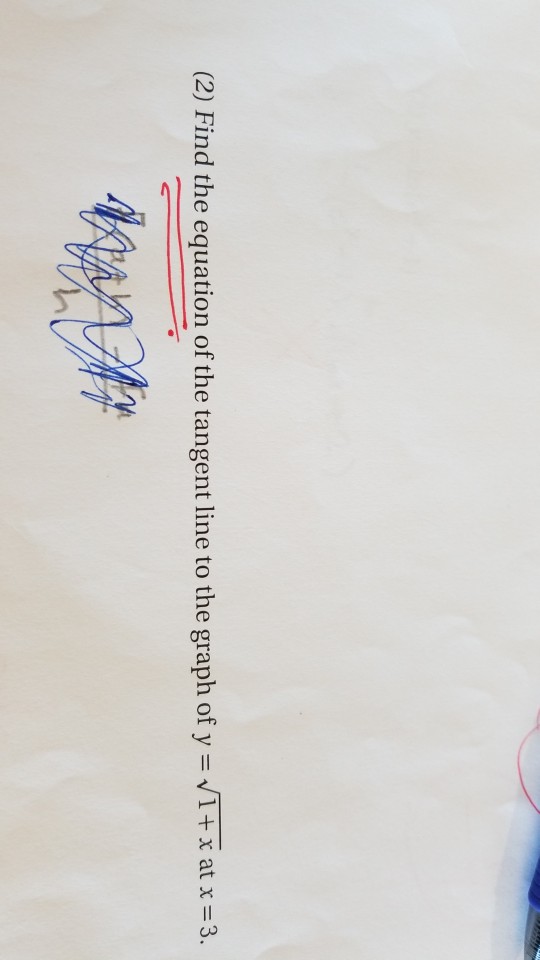 (2) Find the equation of the tangent line to the graph of y = √1 + x at x = 3.
h